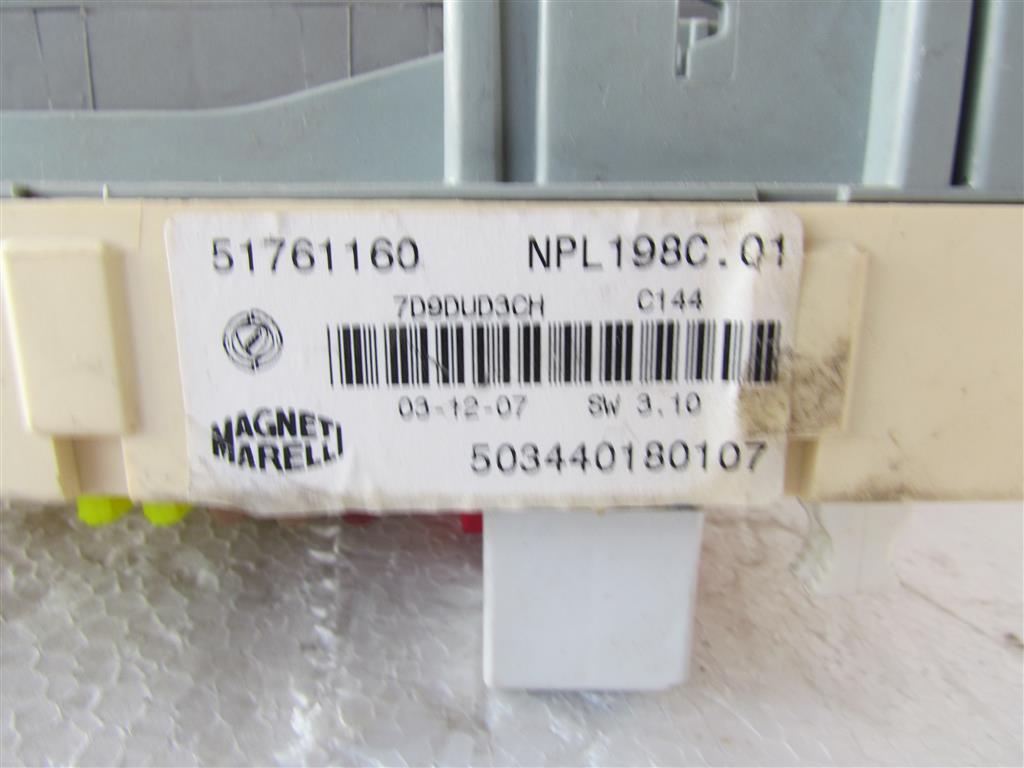 51761160 NPL198C.01
7D9DUD3CH C144
03-12-07 SW 3.10
MAGNETI
MARELLI
503440180107